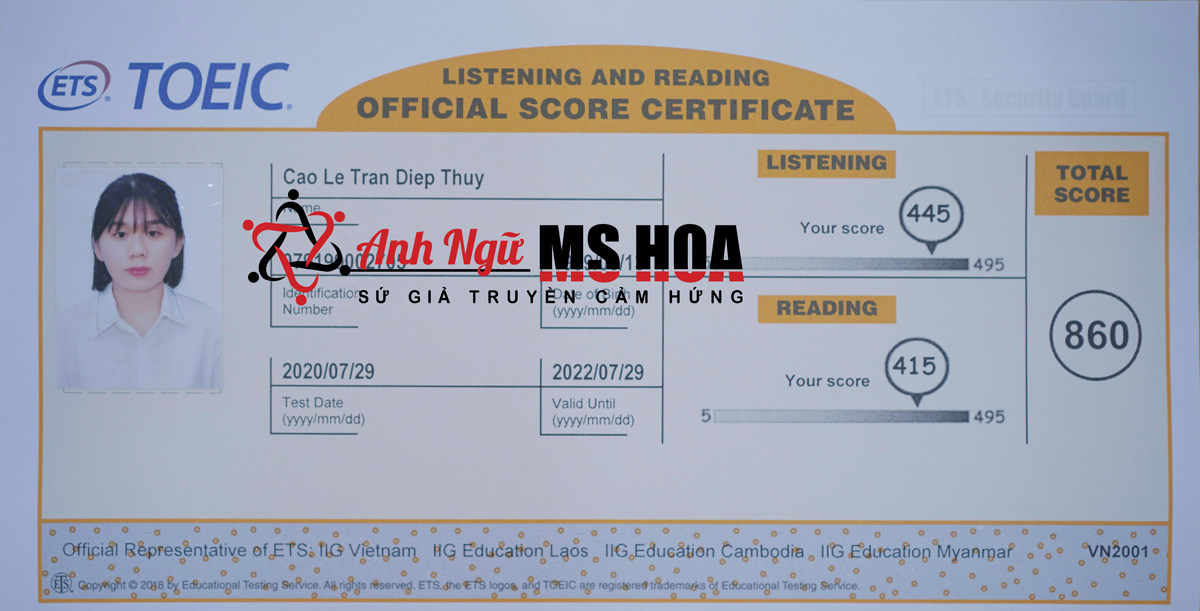 ETS TOEIC
LISTENING AND READING
OFFICIAL SCORE CERTIFICATE
ETS Security Guard
Cao Le Tran Diep Thuy
Name
Identification
Number
Date of Birth
(yyyy/mm/dd)
2020/07/29
Test Date
(yyyy/mm/dd)
2022/07/29
Valid Until
(yyyy/mm/dd)
Anh Ngữ MS HOA
SỨ GIẢ TRUYỀN CẢM HỨNG
LISTENING
Your score
445
495
READING
Your score
415
5
495
TOTAL
SCORE
860
Official Representative of ETS: IIG Vietnam IIG Education Laos IIG Education Cambodia IIG Education Myanmar VN2001
ETS Copyright © 2018 by Educational Testing Service. All rights reserved. ETS, the ETS logos, and TOEIC are registered trademarks of Educational Testing Service.